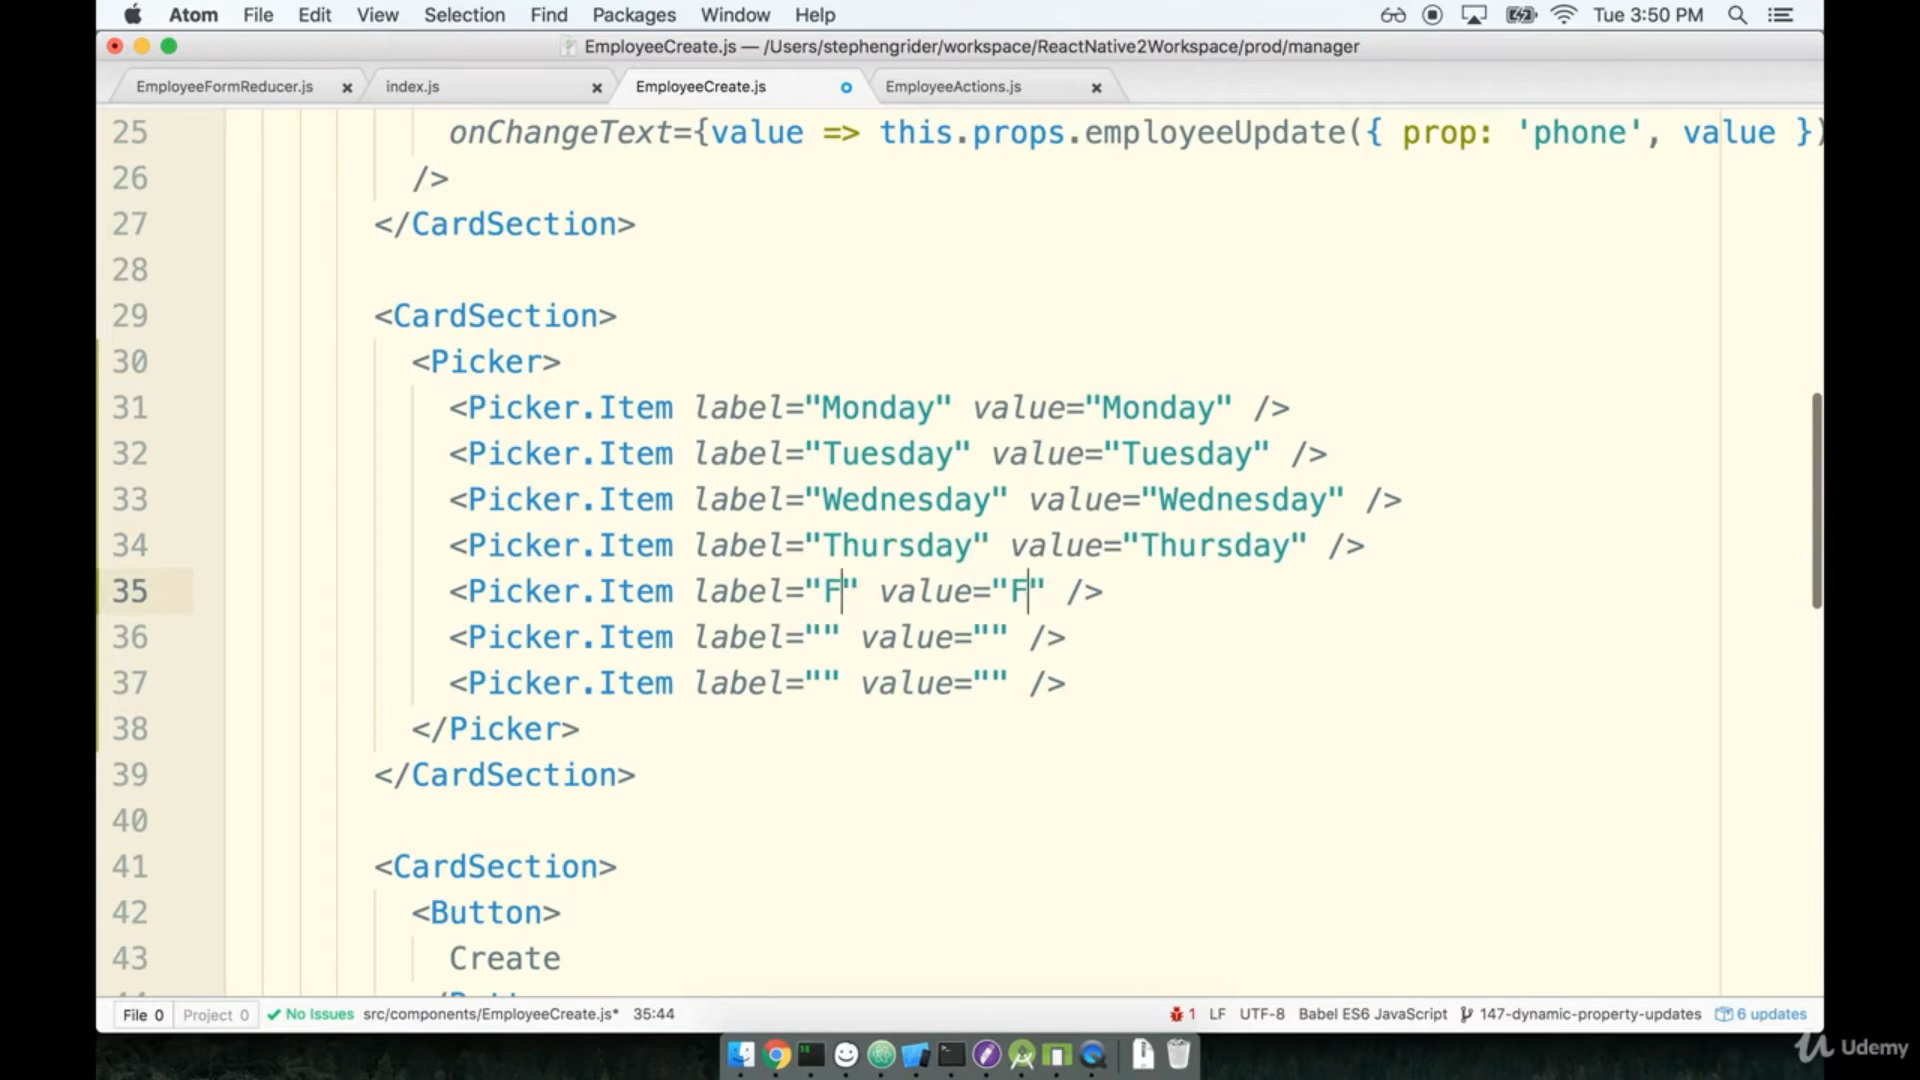 Atom File Edit View Selection Find Packages Window Help Tue 3:50 PM
EmployeeCreate.js — /Users/stephengrider/workspace/ReactNative2Workspace/prod/manager
EmployeeFormReducer.js index.js EmployeeCreate.js EmployeeActions.js
25 onChangeText={value => this.props.employeeUpdate({ prop: 'phone', value })
26 />
27 </CardSection>
28
29 <CardSection>
30 <Picker>
31 <Picker.Item label="Monday" value="Monday" />
32 <Picker.Item label="Tuesday" value="Tuesday" />
33 <Picker.Item label="Wednesday" value="Wednesday" />
34 <Picker.Item label="Thursday" value="Thursday" />
35 <Picker.Item label="F" value="F" />
36 <Picker.Item label="" value="" />
37 <Picker.Item label="" value="" />
38 </Picker>
39 </CardSection>
40
41 <CardSection>
42 <Button>
43 Create
File 0 Project 0 No Issues src/components/EmployeeCreate.js* 35:44 1 LF UTF-8 Babel ES6 JavaScript 147-dynamic-property-updates 6 updates
Udemy